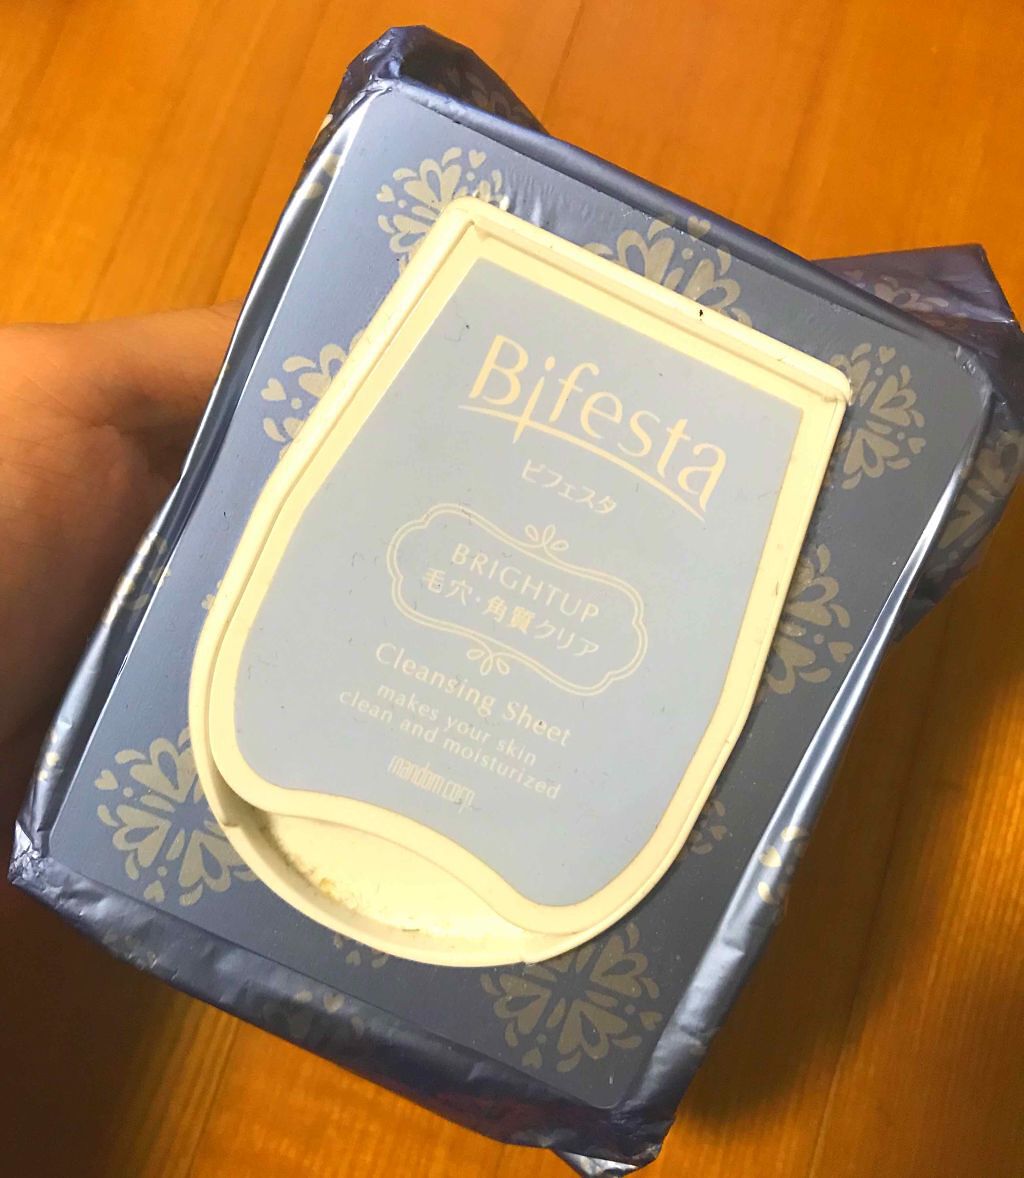 Bifesta
ビフェスタ
BRIGHTUP
毛穴・角質クリア
Cleansing Sheet
makes your skin
clean and moisturized
mandom corp.